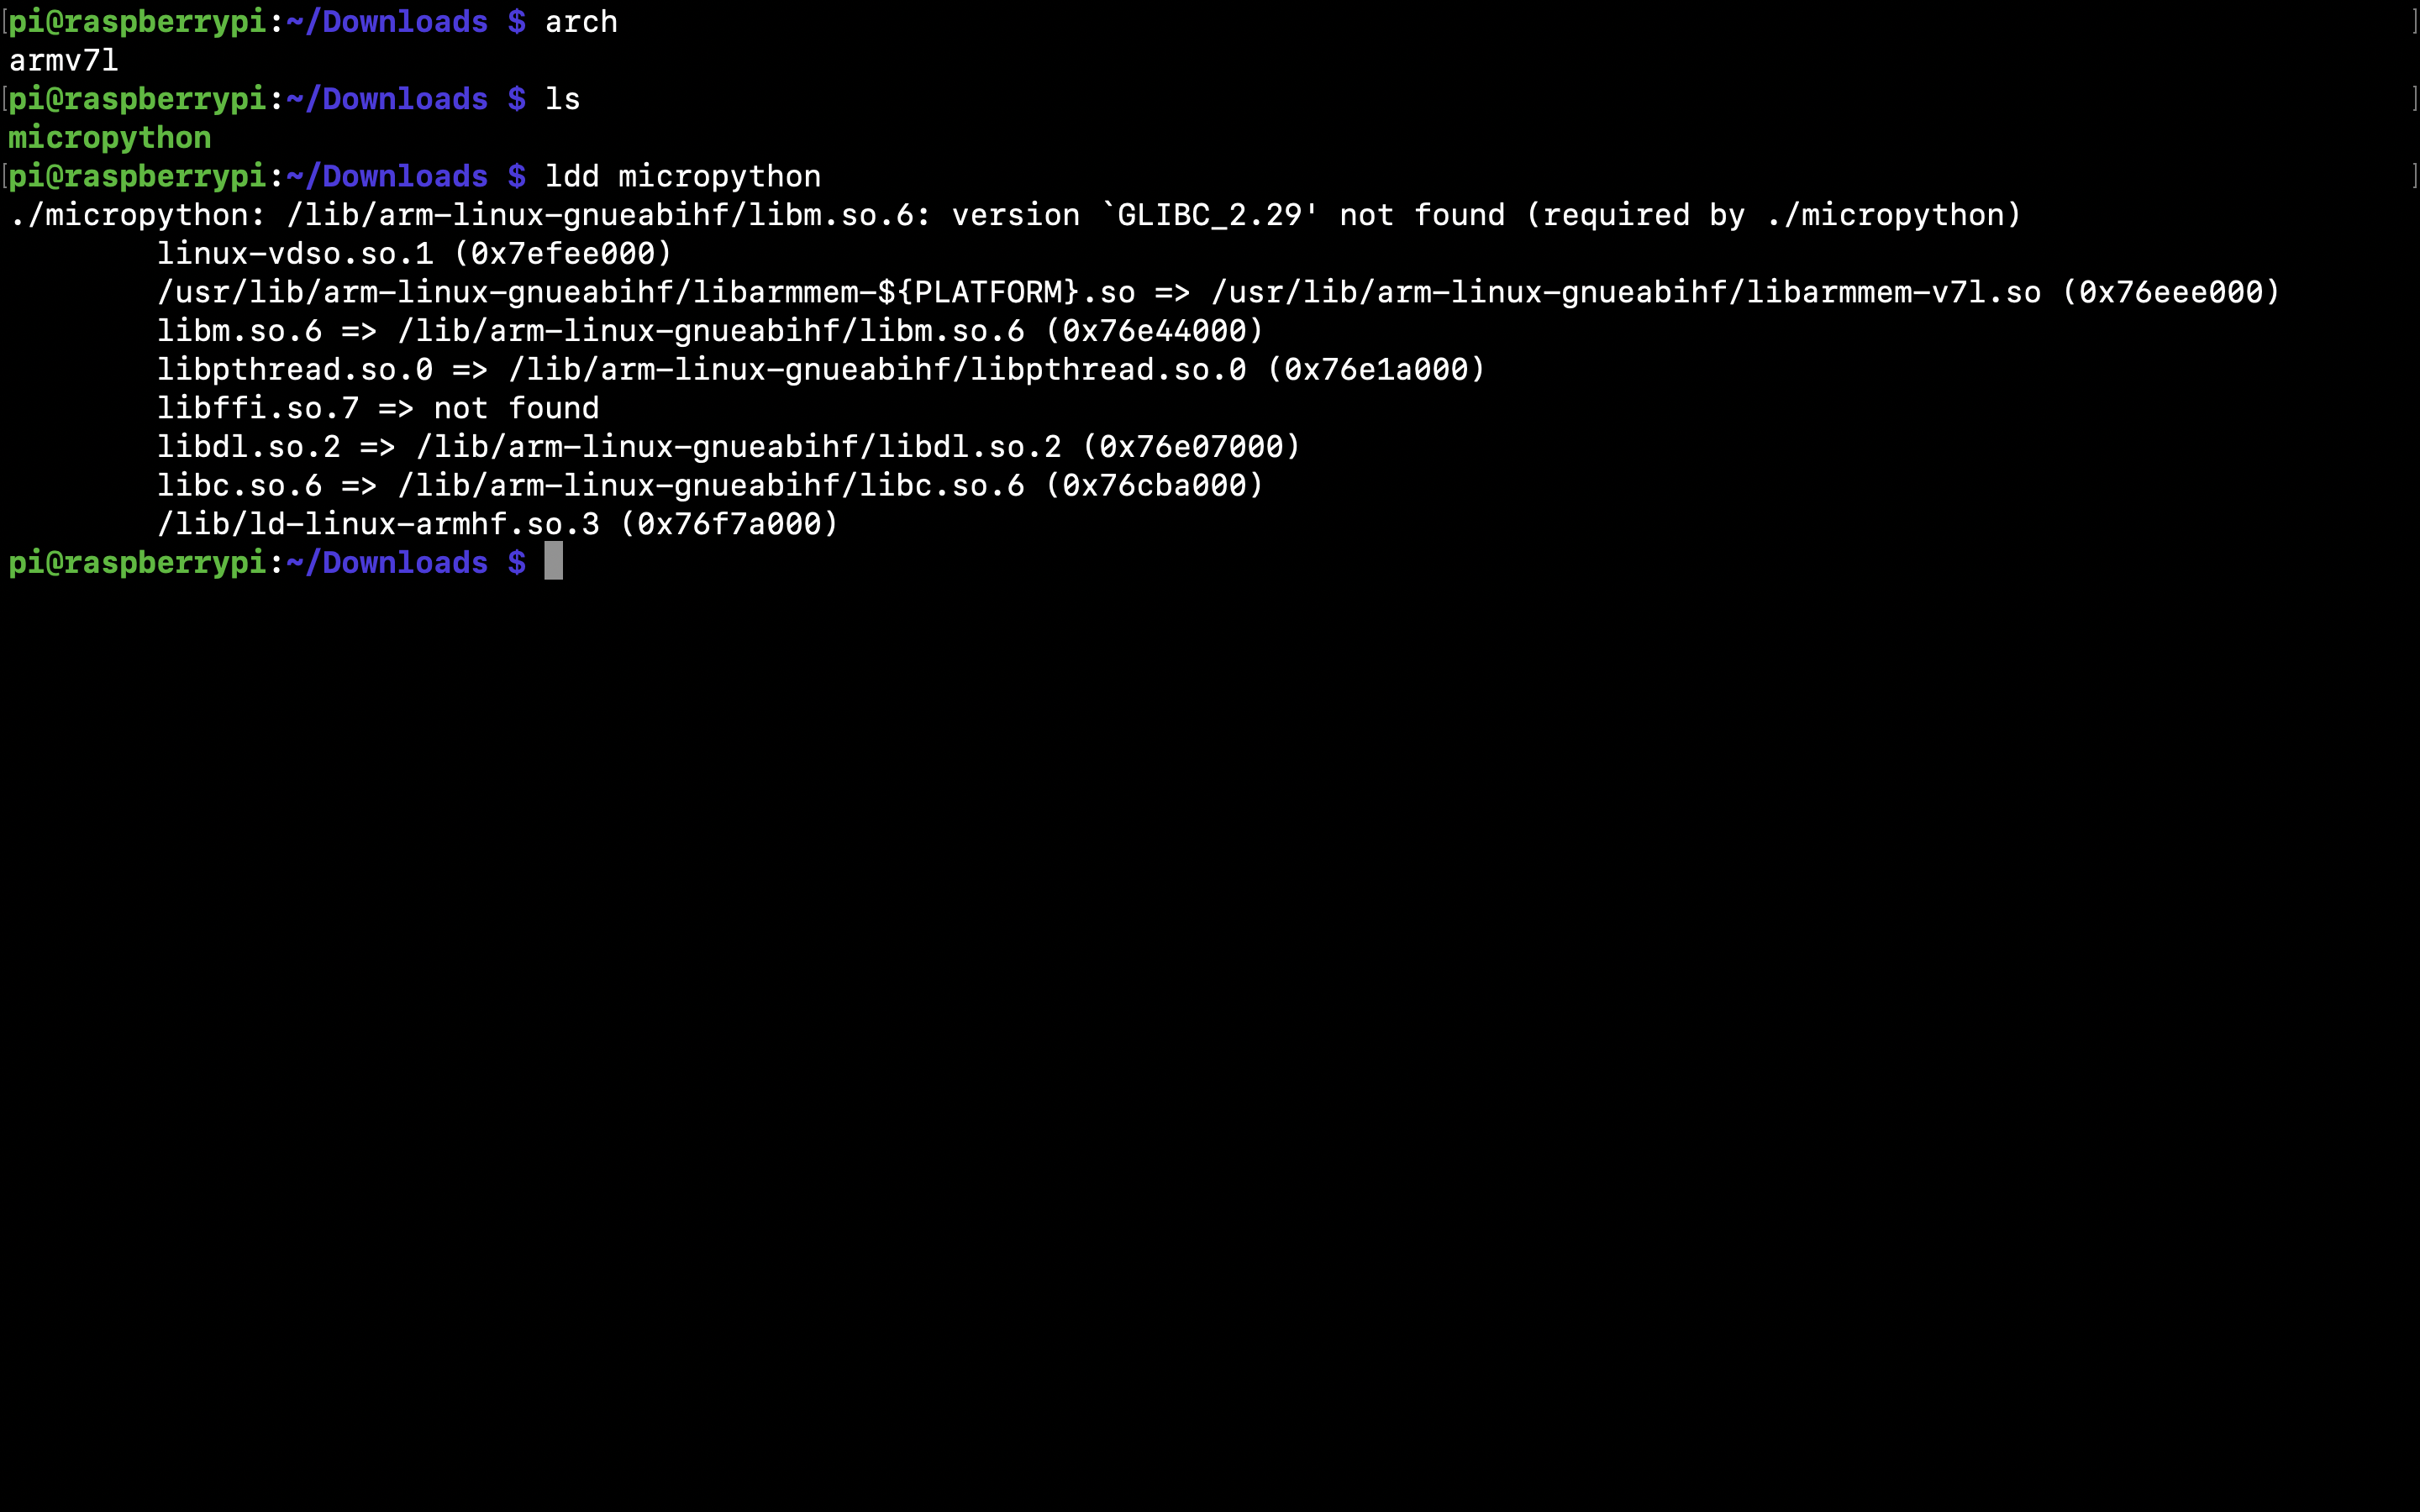 [pi@raspberrypi:~/Downloads $ arch ]
armv7l
[pi@raspberrypi:~/Downloads $ ls ]
micropython
[pi@raspberrypi:~/Downloads $ ldd micropython ]
./micropython: /lib/arm-linux-gnueabihf/libm.so.6: version `GLIBC_2.29' not found (required by ./micropython)
linux-vdso.so.1 (0x7efee000)
/usr/lib/arm-linux-gnueabihf/libarmmem-${PLATFORM}.so => /usr/lib/arm-linux-gnueabihf/libarmmem-v7l.so (0x76eee000)
libm.so.6 => /lib/arm-linux-gnueabihf/libm.so.6 (0x76e44000)
libpthread.so.0 => /lib/arm-linux-gnueabihf/libpthread.so.0 (0x76e1a000)
libffi.so.7 => not found
libdl.so.2 => /lib/arm-linux-gnueabihf/libdl.so.2 (0x76e07000)
libc.so.6 => /lib/arm-linux-gnueabihf/libc.so.6 (0x76cba000)
/lib/ld-linux-armhf.so.3 (0x76f7a000)
pi@raspberrypi:~/Downloads $